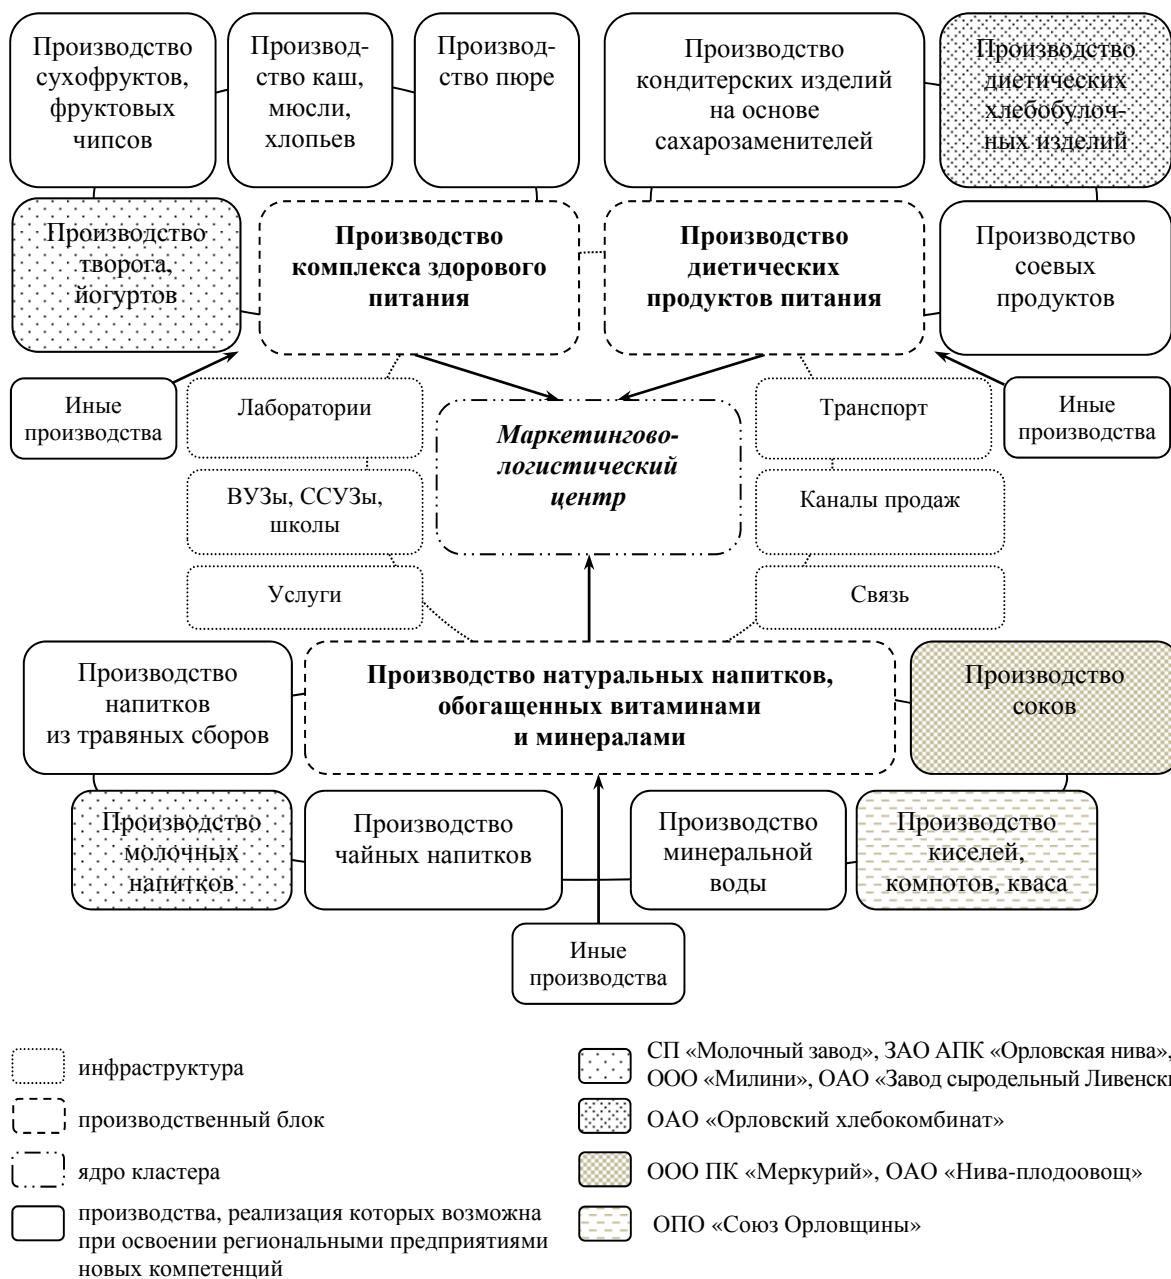 Производство
сухофруктов,
фруктовых
чипсов
Производ-
ство каш,
мюсли,
хлопьев
Производ-
ство пюре
Производство
кондитерских изделий
на основе
сахарозаменителей
Производство
диетических
хлебобулоч-
ных изделий
Производство
творога,
йогуртов
Производство
комплекса здорового
питания
Производство
диетических
продуктов питания
Производство
соевых
продуктов
Иные
производства
Лаборатории
Маркетингово-
логистический
центр
Транспорт
Иные
производства
ВУЗы, ССУЗы,
школы
Каналы продаж
Услуги
Связь
Производство
напитков
из травяных сборов
Производство натуральных напитков,
обогащенных витаминами
и минералами
Производство
соков
Производство
молочных
напитков
Производство
чайных напитков
Производство
минеральной
воды
Производство
киселей,
компотов, кваса
Иные
производства
инфраструктура
производственный блок
ядро кластера
производства, реализация которых возможна
при освоении региональными предприятиями
новых компетенций
СП «Молочный завод», ЗАО АПК «Орловская нива»,
ООО «Милини», ОАО «Завод сыродельный Ливенски
ОАО «Орловский хлебокомбинат»
ООО ПК «Меркурий», ОАО «Нива-плодоовощ»
ОПО «Союз Орловщины»